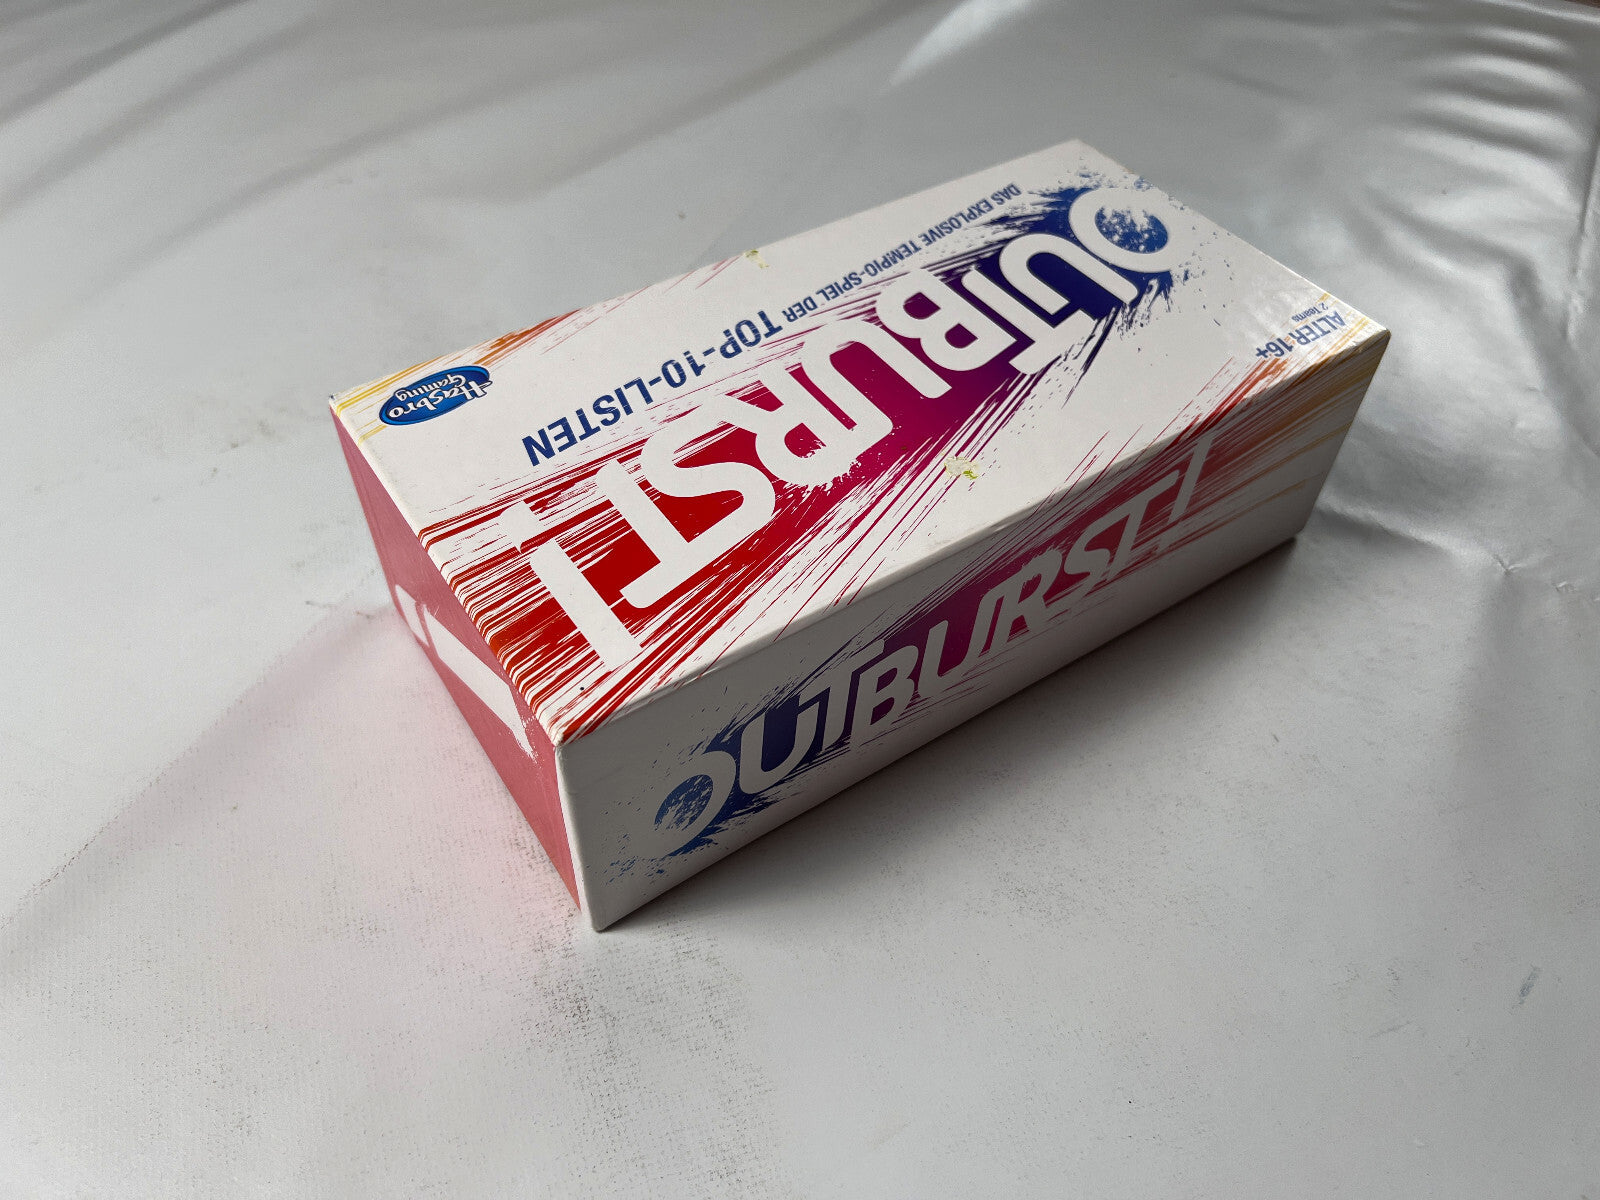 OUTBURST!
DAS EXPLOSIVE TEMPO-SPIEL DER TOP-10-LISTEN
Hasbro
Gaming
ALTER: 16+
2 Teams
OUTBURST!